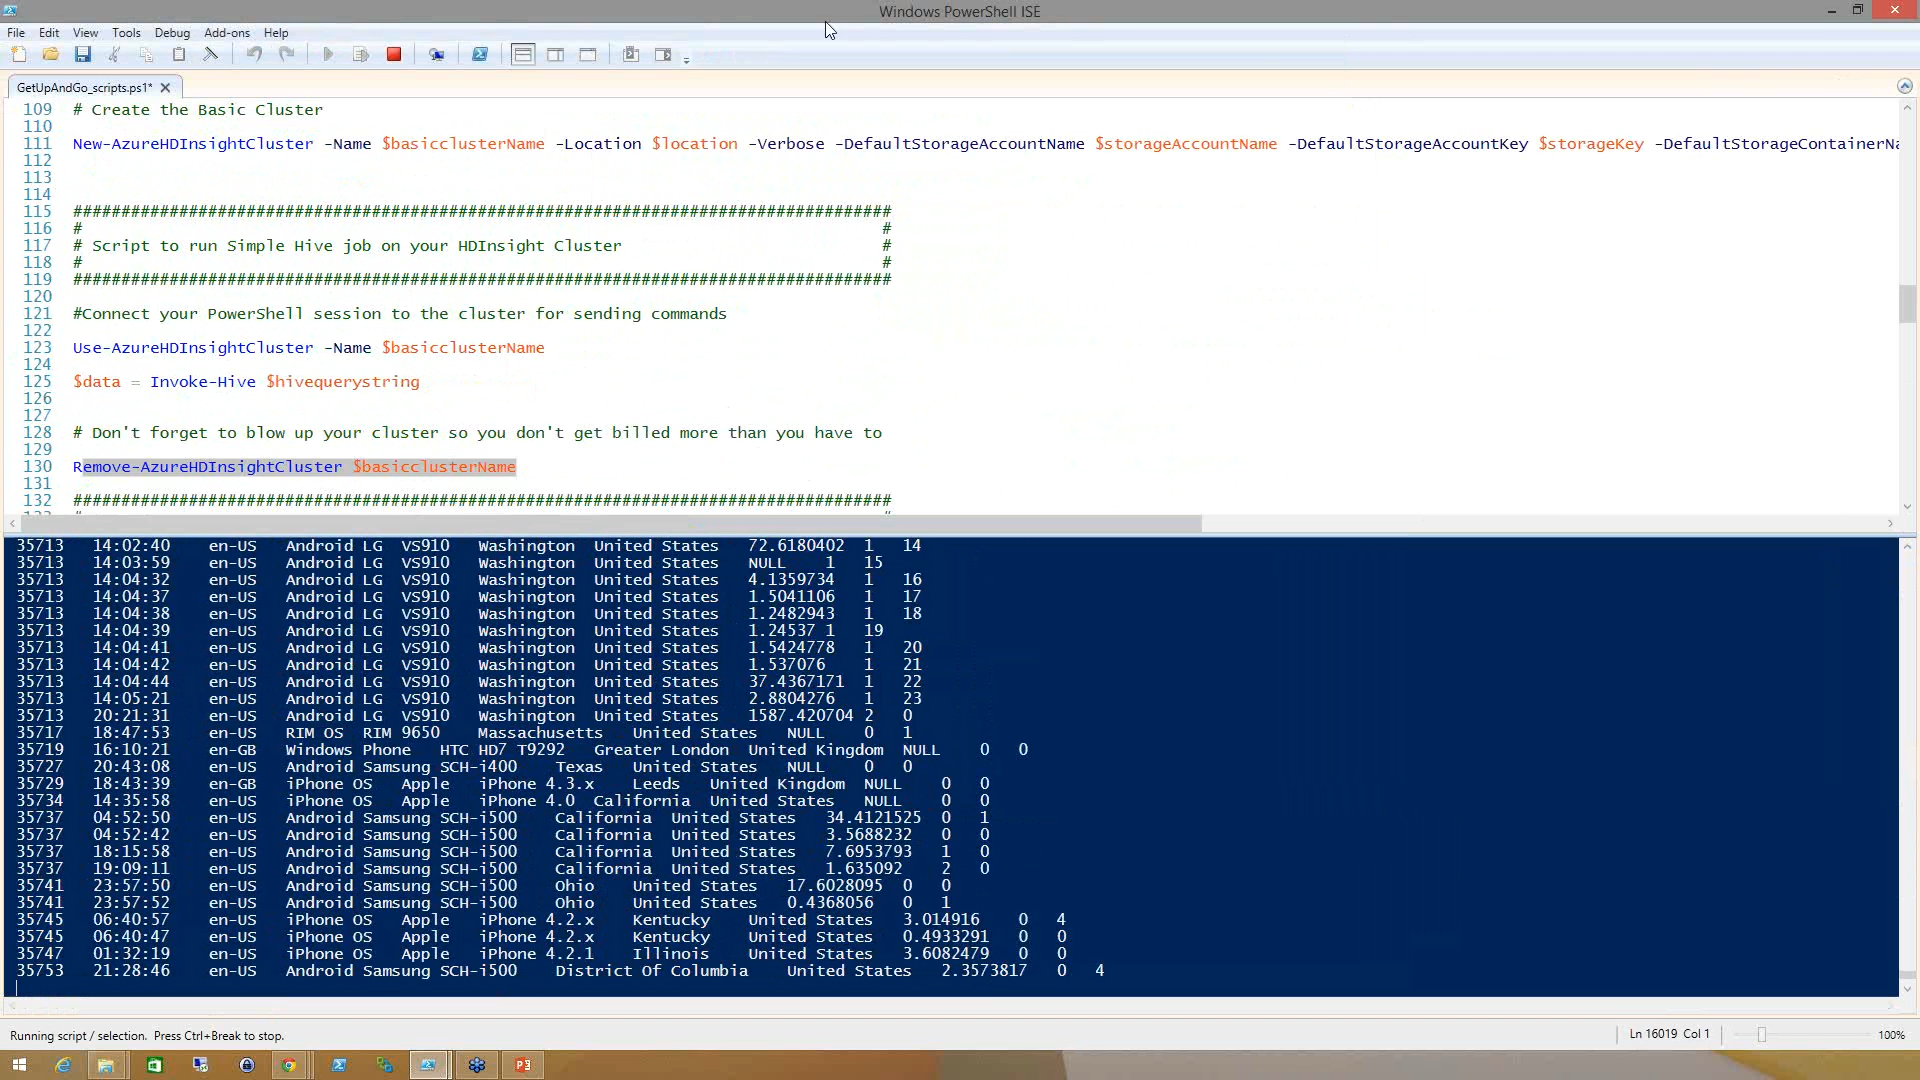 Windows PowerShell ISE
File Edit View Tools Debug Add-ons Help
GetUpAndGo_scripts.ps1*
109 # Create the Basic Cluster
110
111 New-AzureHDInsightCluster -Name $basicclusterName -Location $location -Verbose -DefaultStorageAccountName $storageAccountName -DefaultStorageAccountKey $storageKey -DefaultStorageContainerNa
112
113
114
115 #####################################################################################
116 # #
117 # Script to run Simple Hive job on your HDInsight Cluster #
118 # #
119 #####################################################################################
120
121 #Connect your PowerShell session to the cluster for sending commands
122
123 Use-AzureHDInsightCluster -Name $basicclusterName
124
125 $data = Invoke-Hive $hivequerystring
126
127
128 # Don't forget to blow up your cluster so you don't get billed more than you have to
129
130 Remove-AzureHDInsightCluster $basicclusterName
131
132 #####################################################################################
35713 14:02:40 en-US Android LG VS910 Washington United States 72.6180402 1 14
35713 14:03:59 en-US Android LG VS910 Washington United States NULL 1 15
35713 14:04:32 en-US Android LG VS910 Washington United States 4.1359734 1 16
35713 14:04:37 en-US Android LG VS910 Washington United States 1.5041106 1 17
35713 14:04:38 en-US Android LG VS910 Washington United States 1.2482943 1 18
35713 14:04:39 en-US Android LG VS910 Washington United States 1.24537 1 19
35713 14:04:41 en-US Android LG VS910 Washington United States 1.5424778 1 20
35713 14:04:42 en-US Android LG VS910 Washington United States 1.537076 1 21
35713 14:04:44 en-US Android LG VS910 Washington United States 37.4367171 1 22
35713 14:05:21 en-US Android LG VS910 Washington United States 2.8804276 1 23
35713 20:21:31 en-US Android LG VS910 Washington United States 1587.420704 2 0
35717 18:47:53 en-US RIM OS RIM 9650 Massachusetts United States NULL 0 1
35719 16:10:21 en-GB Windows Phone HTC HD7 T9292 Greater London United Kingdom NULL 0 0
35727 20:43:08 en-US Android Samsung SCH-i400 Texas United States NULL 0 0
35729 18:43:39 en-GB iPhone OS Apple iPhone 4.3.x Leeds United Kingdom NULL 0 0
35734 14:35:58 en-US iPhone OS Apple iPhone 4.0 California United States NULL 0 0
35737 04:52:50 en-US Android Samsung SCH-i500 California United States 34.4121525 0 1
35737 04:52:42 en-US Android Samsung SCH-i500 California United States 3.5688232 0 0
35737 18:15:58 en-US Android Samsung SCH-i500 California United States 7.6953793 1 0
35737 19:09:11 en-US Android Samsung SCH-i500 California United States 1.635092 2 0
35741 23:57:50 en-US Android Samsung SCH-i500 Ohio United States 17.6028095 0 0
35741 23:57:52 en-US Android Samsung SCH-i500 Ohio United States 0.4368056 0 1
35745 06:40:57 en-US iPhone OS Apple iPhone 4.2.x Kentucky United States 3.014916 0 4
35745 06:40:47 en-US iPhone OS Apple iPhone 4.2.x Kentucky United States 0.4933291 0 0
35747 01:32:19 en-US iPhone OS Apple iPhone 4.2.1 Illinois United States 3.6082479 0 0
35753 21:28:46 en-US Android Samsung SCH-i500 District Of Columbia United States 2.3573817 0 4
Running script / selection. Press Ctrl+Break to stop.
Ln 16019 Col 1 100%